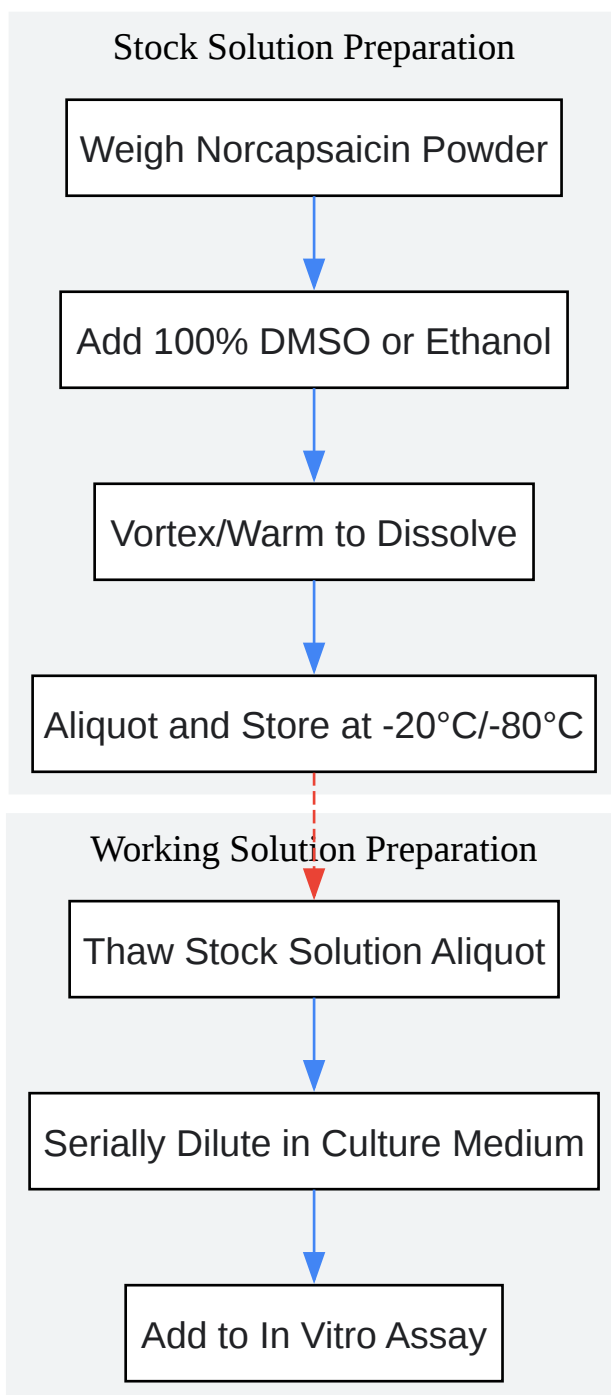 Stock Solution Preparation
Weigh Norcapsaicin Powder
Add 100% DMSO or Ethanol
Vortex/Warm to Dissolve
Aliquot and Store at -20°C/-80°C
Working Solution Preparation
Thaw Stock Solution Aliquot
Serially Dilute in Culture Medium
Add to In Vitro Assay